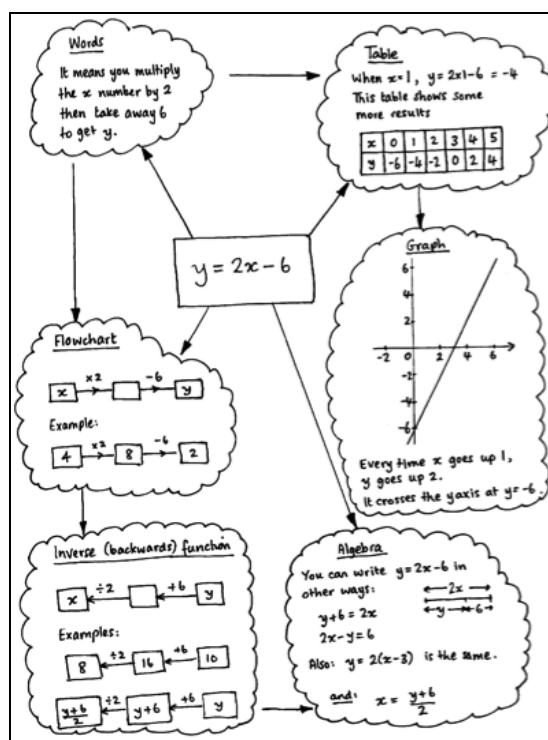 Words
It means you multiply
the x number by 2
then take away 6
to get y.
Table
When x=1, y = 2x1-6 = -4
This table shows some
more results
x 0 1 2 3 4 5
y -6 -4 -2 0 2 4
y = 2x - 6
Graph
6
4
2
-2 0 2 4 6
-2
-4
-6
Every time x goes up 1,
y goes up 2.
It crosses the y axis at y=-6.
Flowchart
×2 -6
x y
Example:
×2 -6
4 8 2
Inverse (backwards) function
÷2 +6
x y
Examples:
÷2 +6
8 16 10
÷2 +6
y+6/2 y+6 y
Algebra
You can write y=2x-6 in
other ways:
2x
y 6
y+6 = 2x
2x-y=6
Also: y=2(x-3) is the same.
and: x = y+6/2